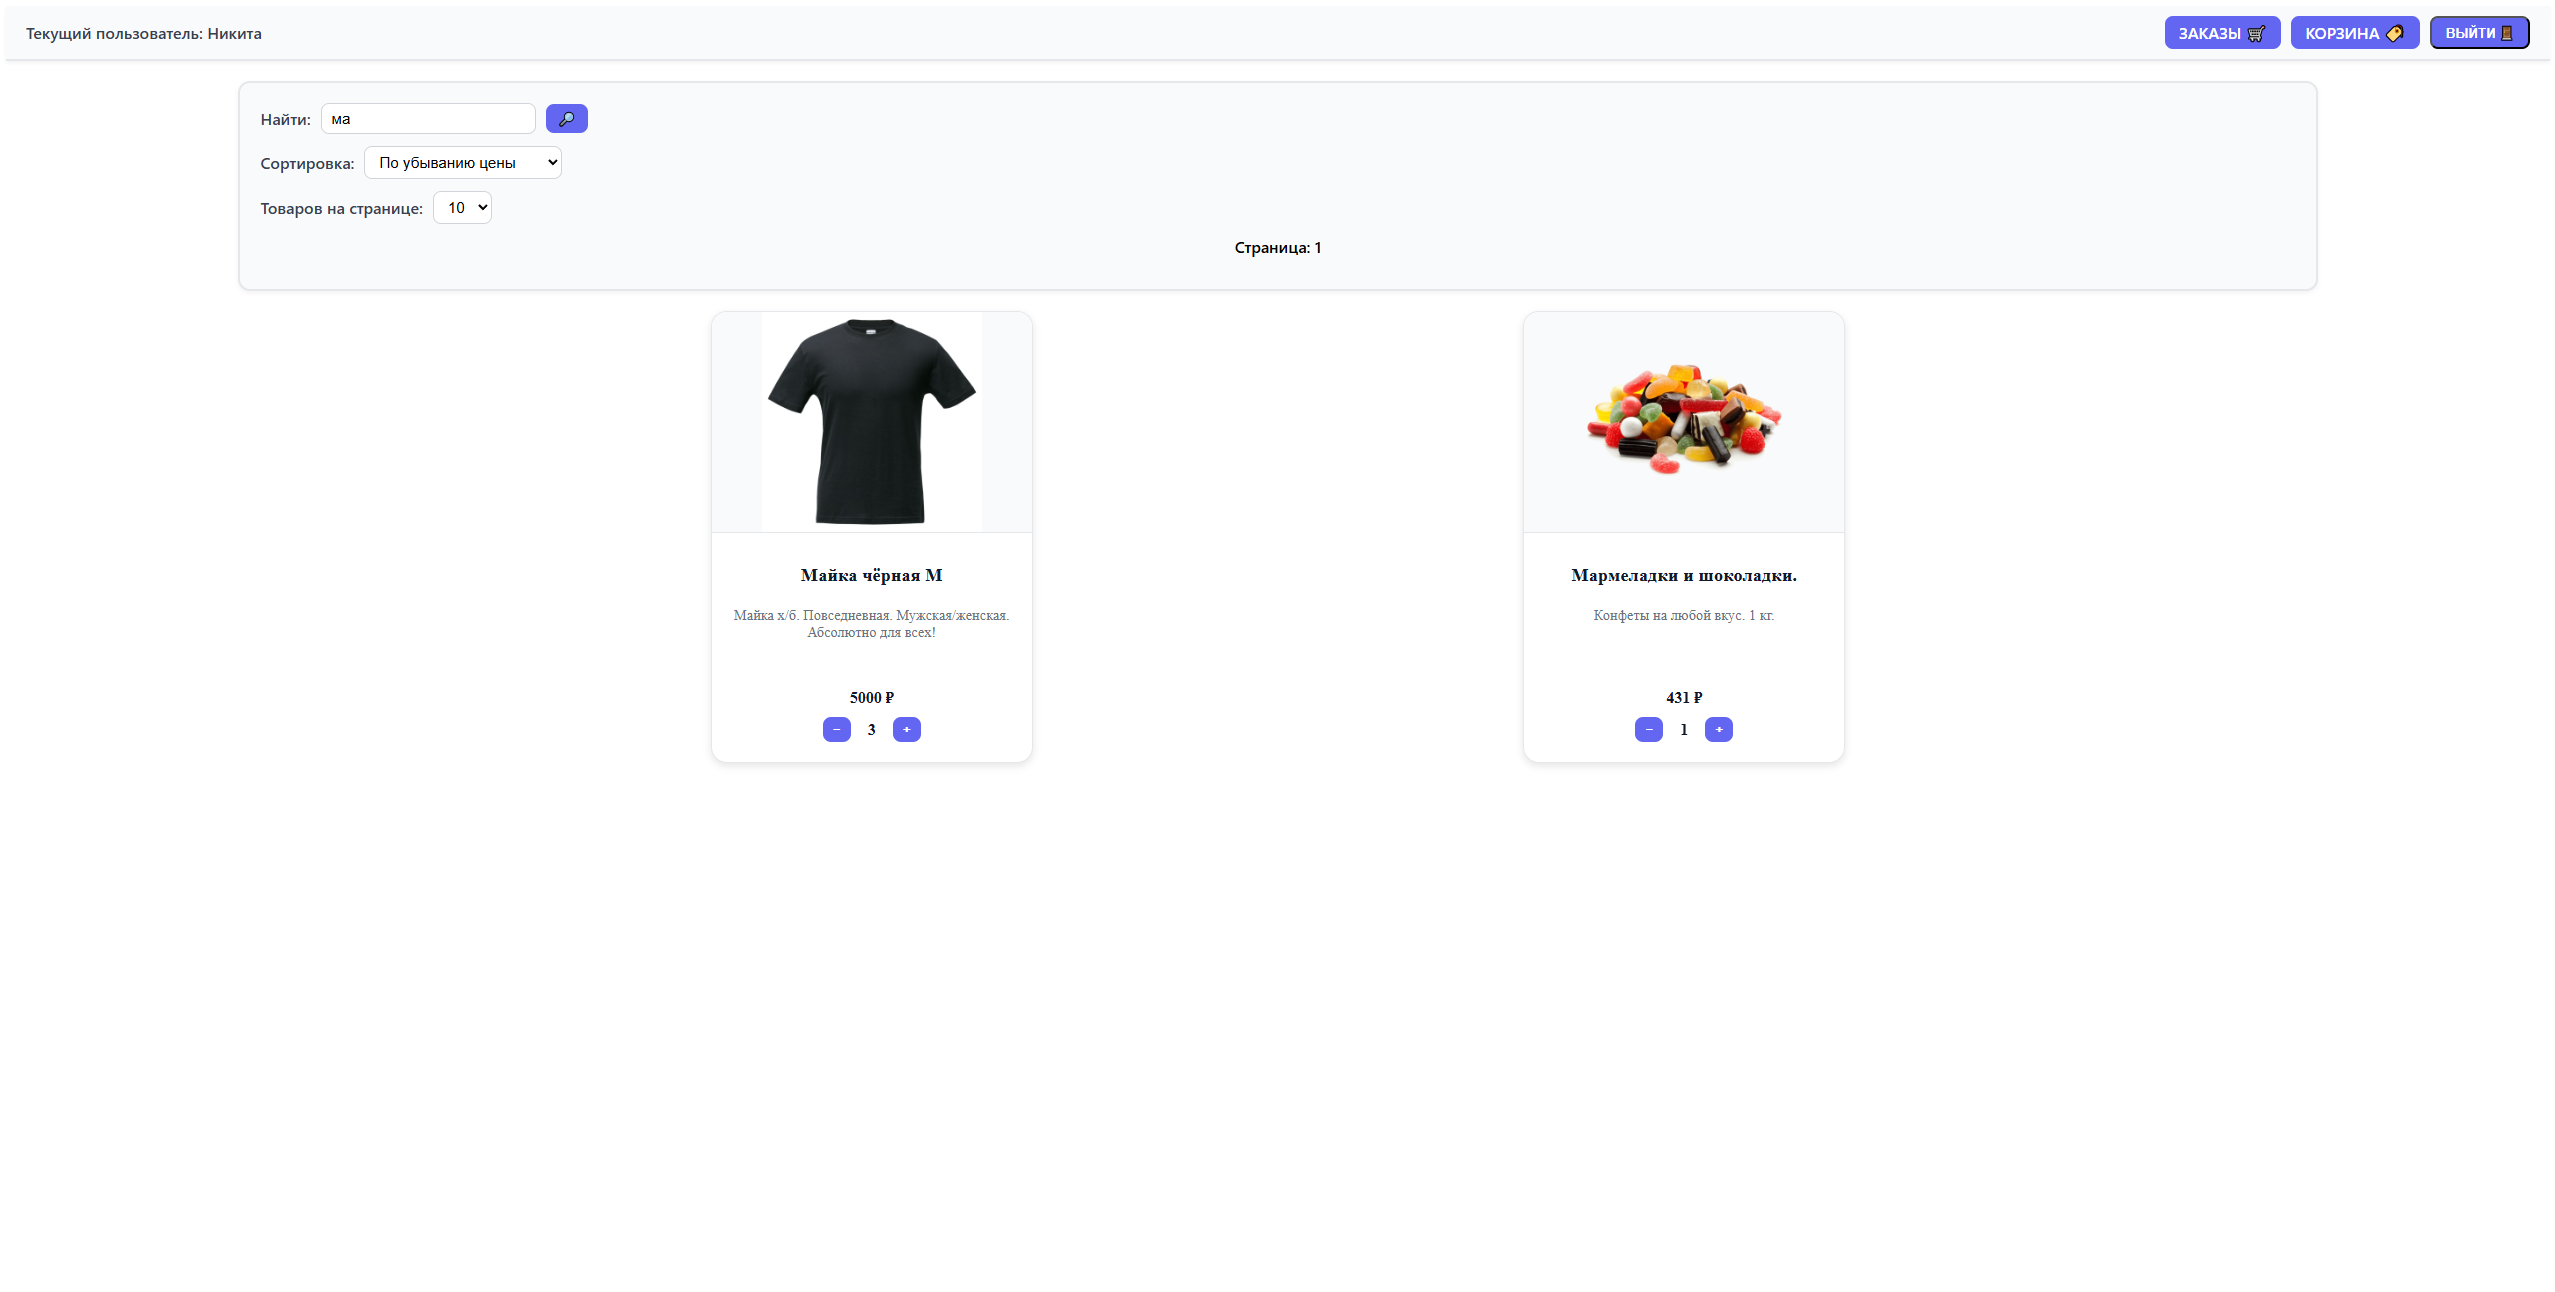 Текущий пользователь: Никита
ЗАКАЗЫ 🛒
КОРЗИНА 🏷️
ВЫЙТИ 🚪
Найти: ма 🔎
Сортировка: По убыванию цены
Товаров на странице: 10
Страница: 1
Майка чёрная М
Майка х/б. Повседневная. Мужская/женская.
Абсолютно для всех!
5000 ₽
− 3 +
Мармеладки и шоколадки.
Конфеты на любой вкус. 1 кг.
431 ₽
− 1 +